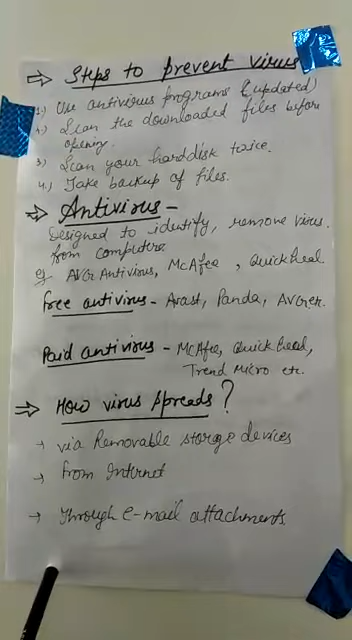 ⇒ Steps to prevent virus
1.) Use antivirus programs (updated)
2.) Scan the downloaded files before
opening.
3) Scan your harddisk twice.
4.) Take backup of files.
⇒ Antivirus -
Designed to identify, remove virus.
from computers
eg AVG Antivirus, McAfee, Quickheal
Free antivirus - Avast, Panda, AVG etc.
Paid antivirus - McAfee, Quick heal,
Trend Micro etc.
⇒ How virus spreads?
→ via Removable storage devices
→ from Internet
→ Through e-mail attachments